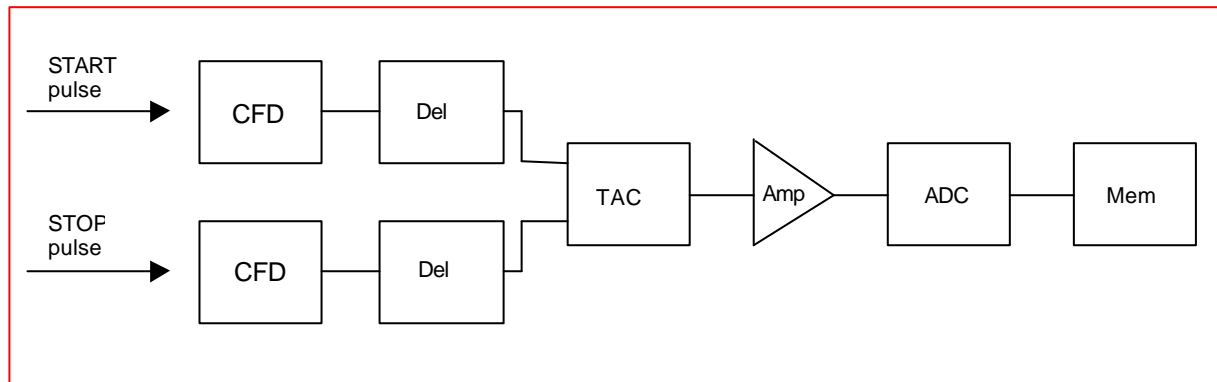 START
pulse
CFD
Del
TAC
Amp
ADC
Mem
STOP
pulse
CFD
Del